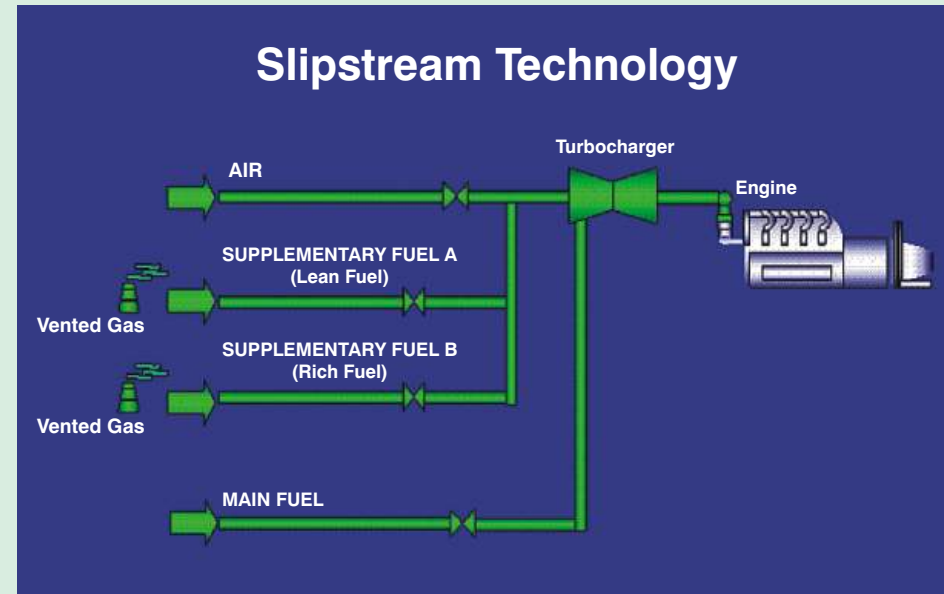 Slipstream Technology
Turbocharger
AIR
Engine
SUPPLEMENTARY FUEL A
(Lean Fuel)
Vented Gas
SUPPLEMENTARY FUEL B
(Rich Fuel)
Vented Gas
MAIN FUEL